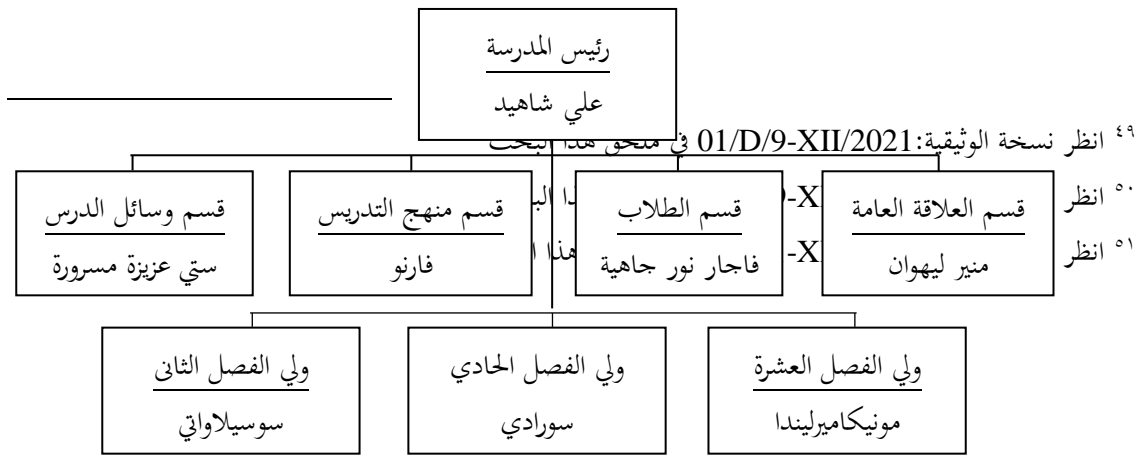 رئيس المدرسة
علي شاهيد
٤٩ انظر نسخة الوثيقية:01/D/9-XII/2021 في ملحق هذا البحث
٥٠ انظر
٥١ انظر
قسم العلاقة العامة
منير ليهوان
قسم الطلاب
فاجار نور جاهية
قسم منهج التدريس
فارنو
قسم وسائل الدرس
ستي عزيزة مسرورة
ولي الفصل العشرة
مونيكاميرليندا
ولي الفصل الحادي
سورادي
ولي الفصل الثانى
سوسيلاواتي